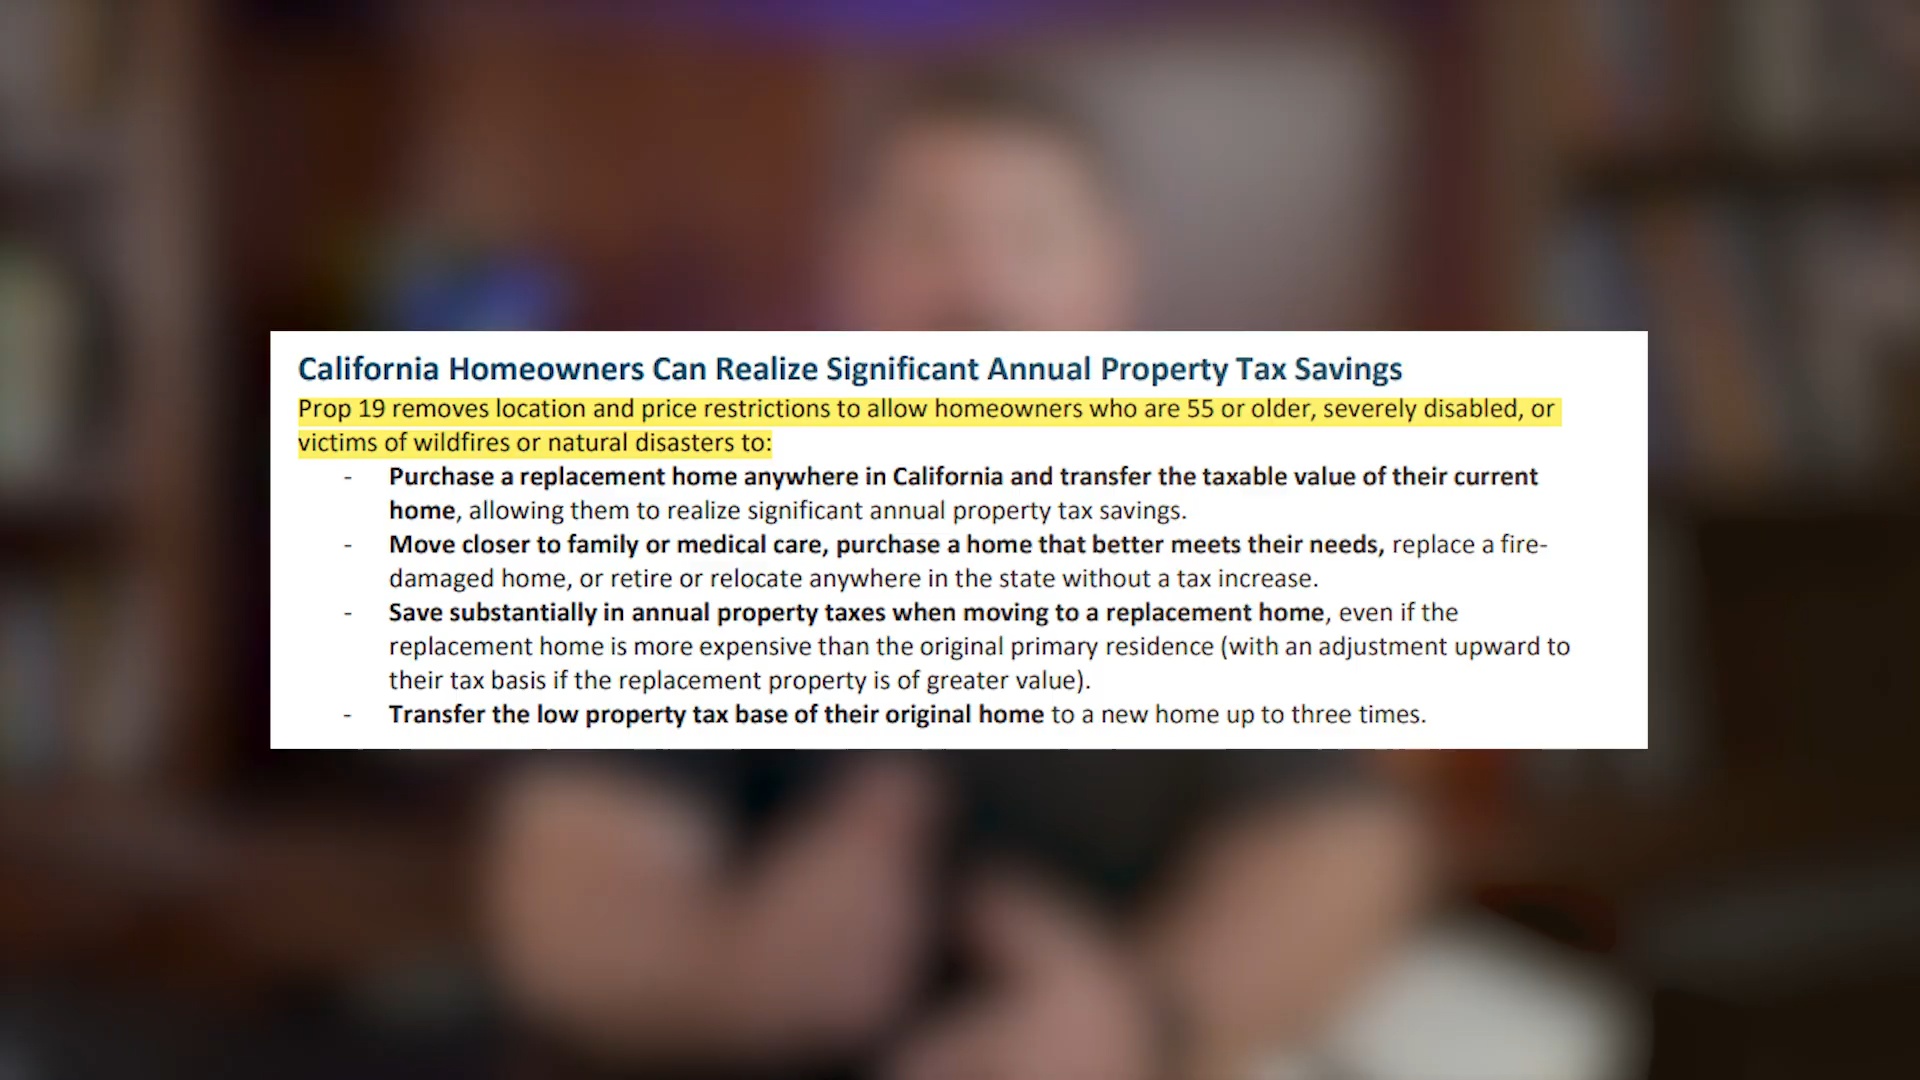 California Homeowners Can Realize Significant Annual Property Tax Savings
Prop 19 removes location and price restrictions to allow homeowners who are 55 or older, severely disabled, or
victims of wildfires or natural disasters to:
- Purchase a replacement home anywhere in California and transfer the taxable value of their current
home, allowing them to realize significant annual property tax savings.
- Move closer to family or medical care, purchase a home that better meets their needs, replace a fire-
damaged home, or retire or relocate anywhere in the state without a tax increase.
- Save substantially in annual property taxes when moving to a replacement home, even if the
replacement home is more expensive than the original primary residence (with an adjustment upward to
their tax basis if the replacement property is of greater value).
- Transfer the low property tax base of their original home to a new home up to three times.